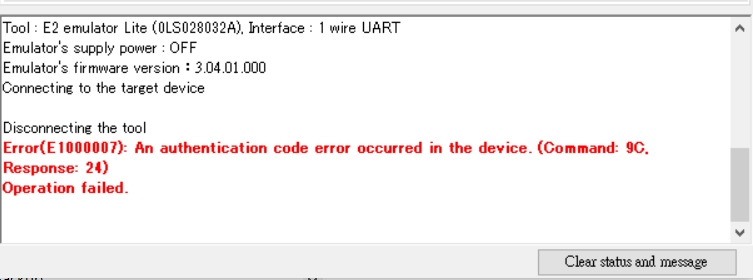 Tool : E2 emulator Lite (0LS028032A), Interface : 1 wire UART
Emulator's supply power : OFF
Emulator's firmware version : 3.04.01.000
Connecting to the target device
Disconnecting the tool
Error(E1000007): An authentication code error occurred in the device. (Command: 9C,
Response: 24)
Operation failed.
Clear status and message